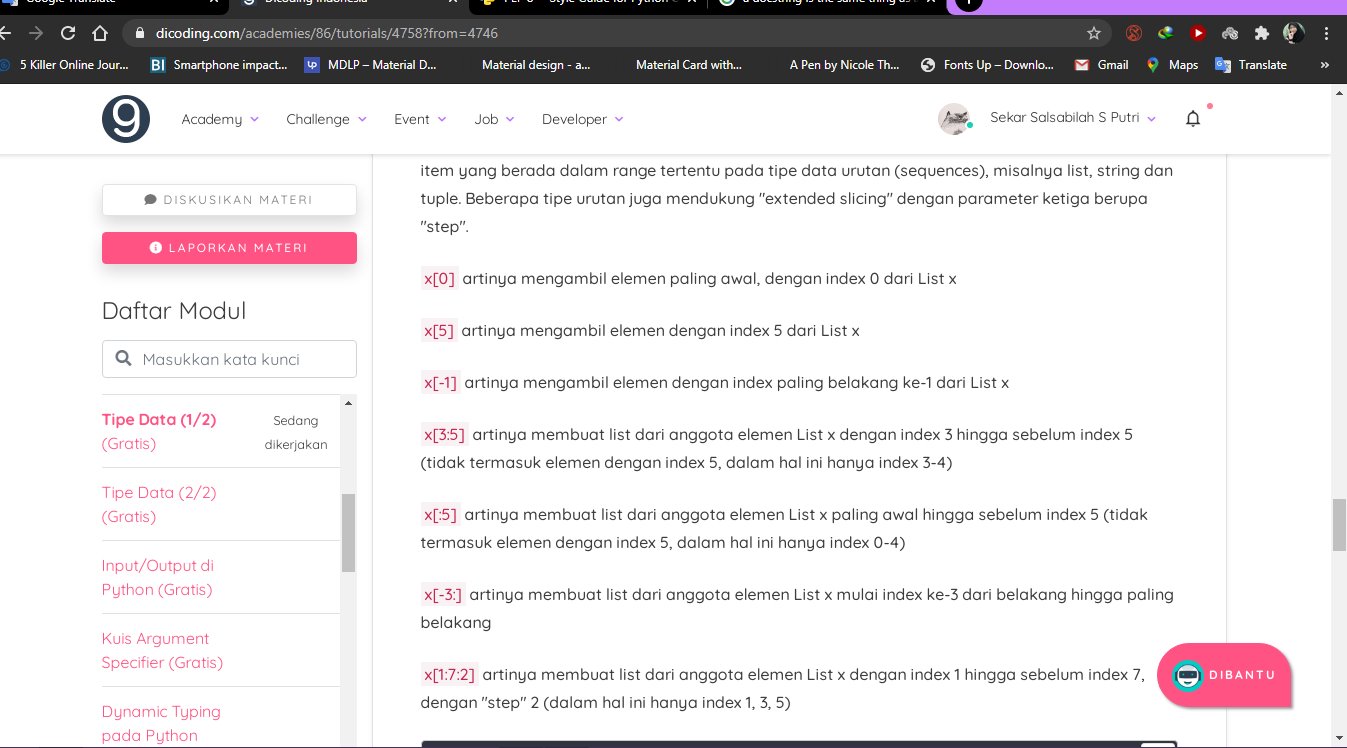 Google Translate
Dicoding Indonesia
dicoding.com/academies/86/tutorials/4758?from=4746
5 Killer Online Jour...
BI Smartphone impact...
MDLP – Material D...
Material design - a...
Material Card with...
A Pen by Nicole Th...
Fonts Up – Downlo...
Gmail
Maps
Translate
»
Academy
Challenge
Event
Job
Developer
Sekar Salsabilah S Putri
DISKUSIKAN MATERI
LAPORKAN MATERI
Daftar Modul
Masukkan kata kunci
Tipe Data (1/2)
(Gratis)
Sedang
dikerjakan
Tipe Data (2/2)
(Gratis)
Input/Output di
Python (Gratis)
Kuis Argument
Specifier (Gratis)
Dynamic Typing
pada Python
item yang berada dalam range tertentu pada tipe data urutan (sequences), misalnya list, string dan
tuple. Beberapa tipe urutan juga mendukung "extended slicing" dengan parameter ketiga berupa
"step".
x[0] artinya mengambil elemen paling awal, dengan index 0 dari List x
x[5] artinya mengambil elemen dengan index 5 dari List x
x[-1] artinya mengambil elemen dengan index paling belakang ke-1 dari List x
x[3:5] artinya membuat list dari anggota elemen List x dengan index 3 hingga sebelum index 5
(tidak termasuk elemen dengan index 5, dalam hal ini hanya index 3-4)
x[:5] artinya membuat list dari anggota elemen List x paling awal hingga sebelum index 5 (tidak
termasuk elemen dengan index 5, dalam hal ini hanya index 0-4)
x[-3:] artinya membuat list dari anggota elemen List x mulai index ke-3 dari belakang hingga paling
belakang
x[1:7:2] artinya membuat list dari anggota elemen List x dengan index 1 hingga sebelum index 7,
dengan "step" 2 (dalam hal ini hanya index 1, 3, 5)
DIBANTU